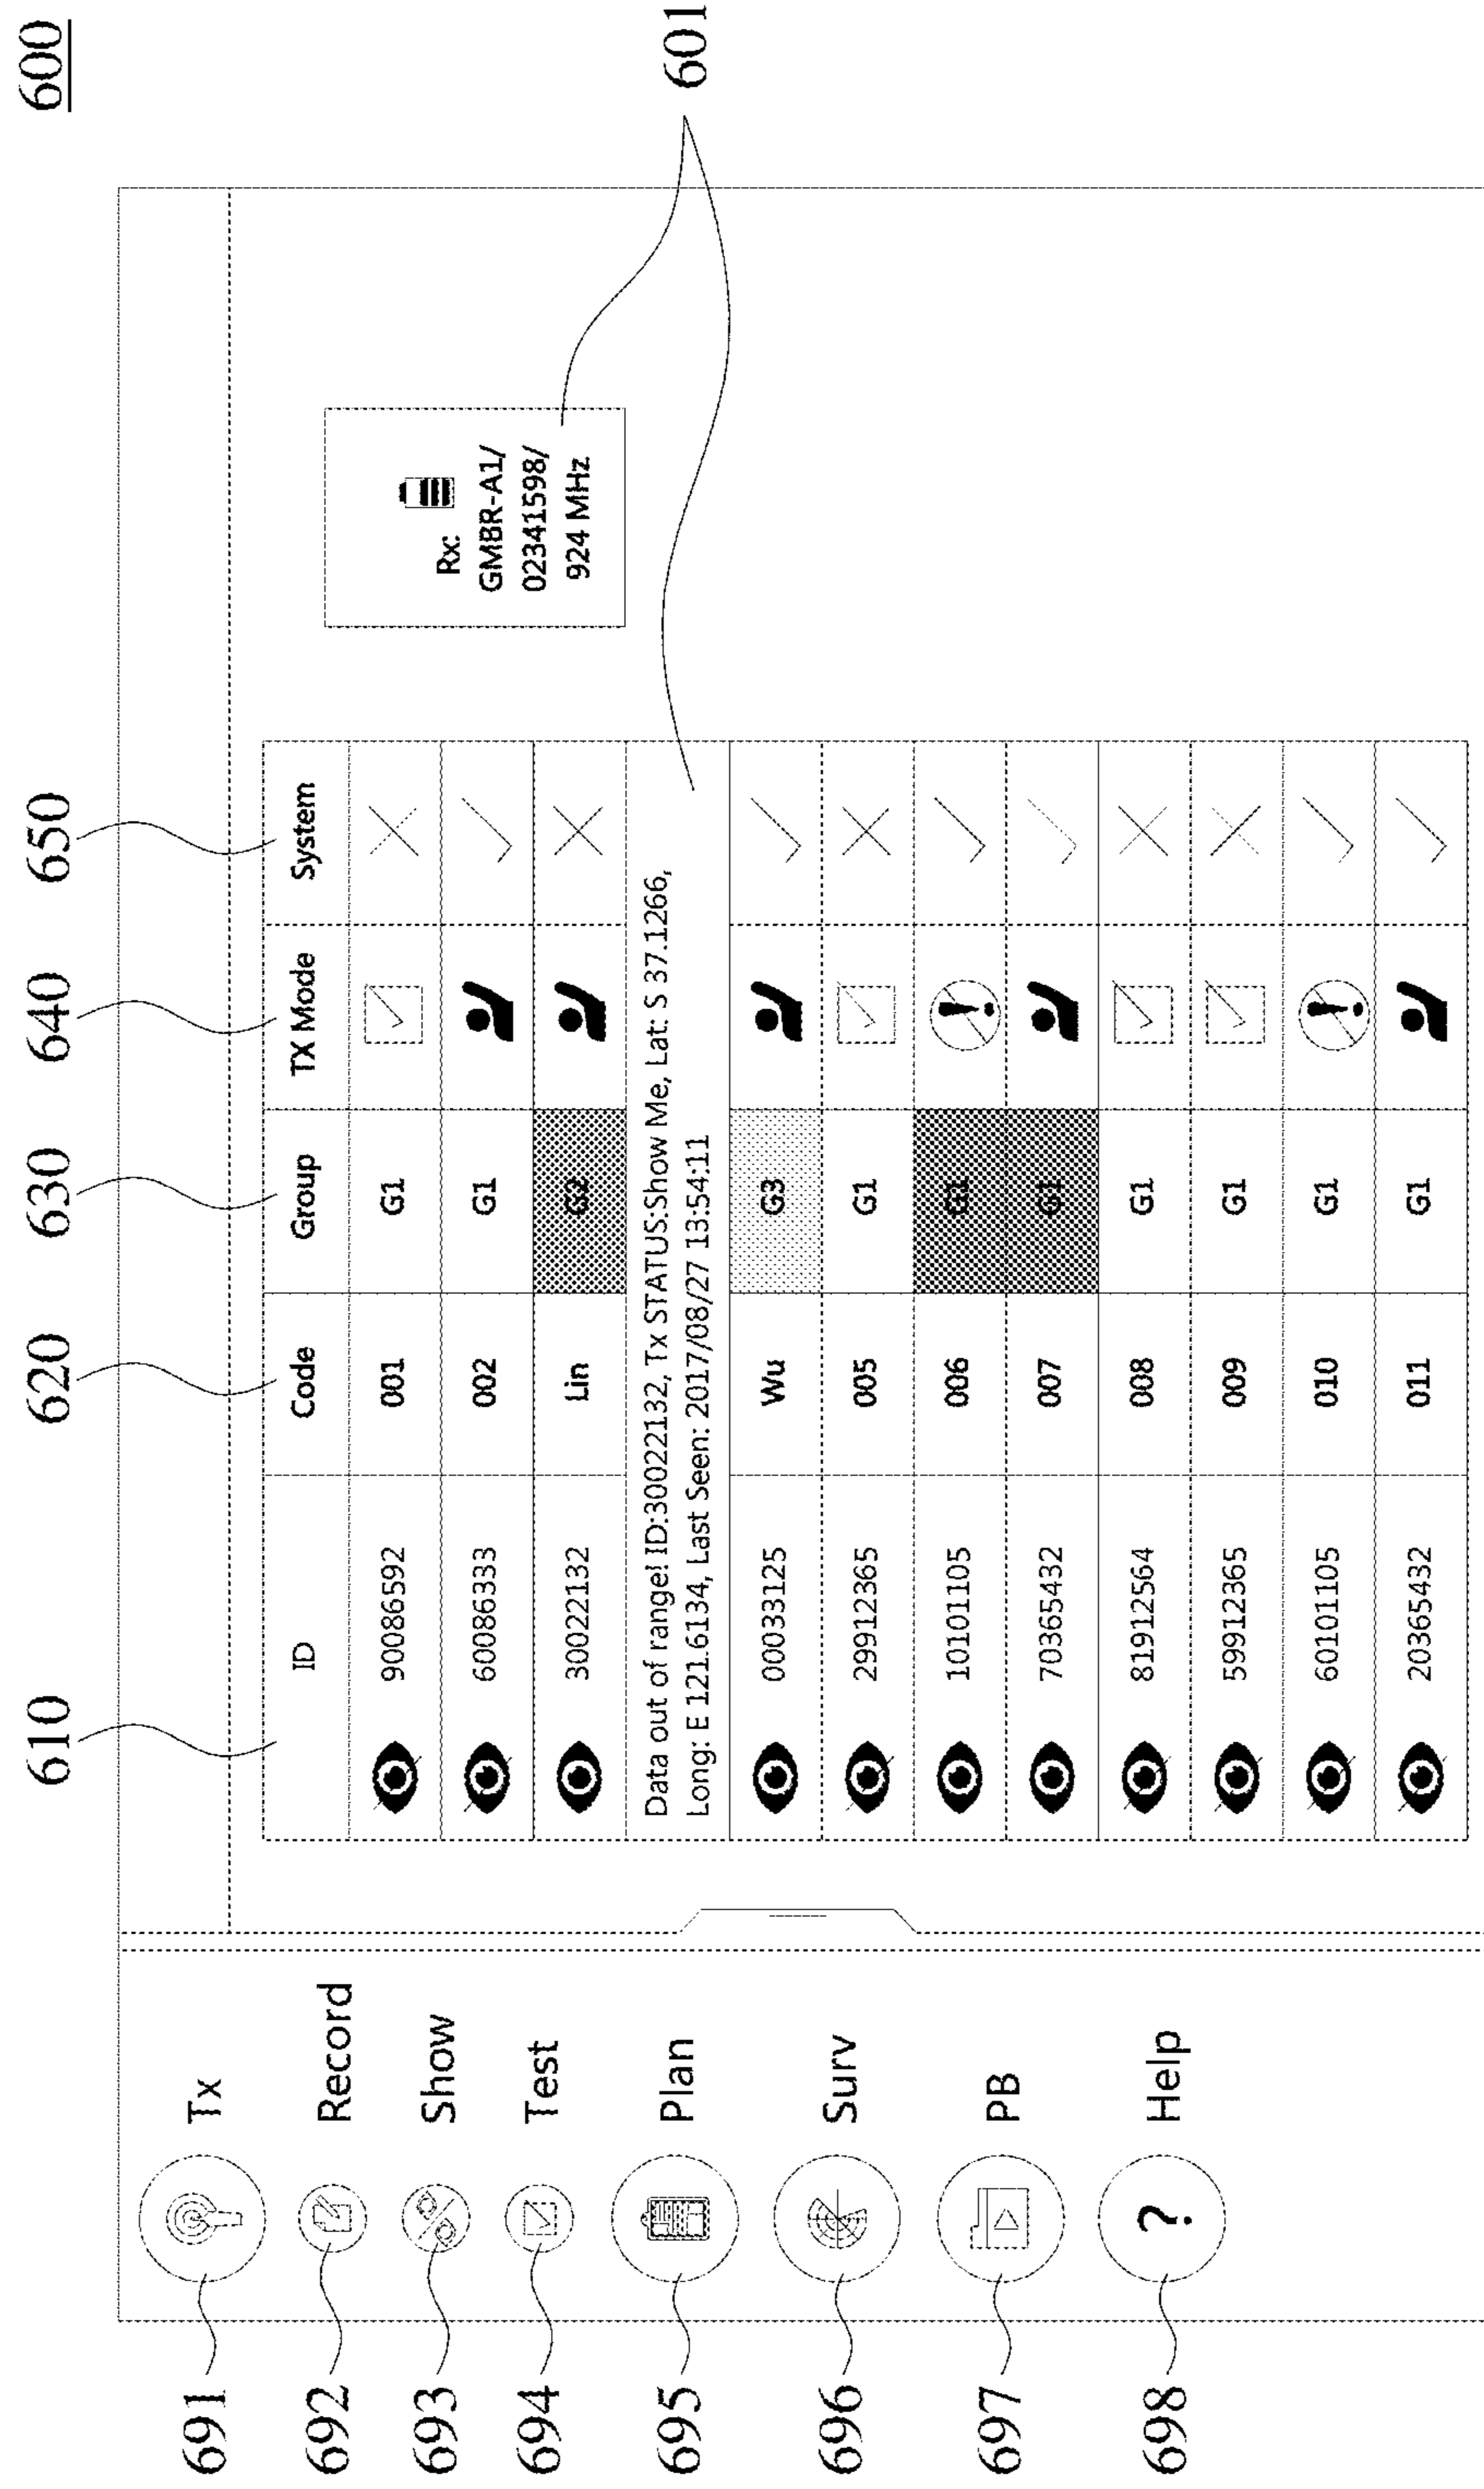 600
610 620 630 640 650
691 Tx
692 Record
693 Show
694 Test
695 Plan
696 Surv
697 PB
698 ? Help
ID Code Group TX Mode System
90086592 001 G1
60086333 002 G1
30022132 Lin G2
Data out of range! ID:30022132, Tx STATUS:Show Me, Lat: S 37.1266,
Long: E 121.6134, Last Seen: 2017/08/27 13:54:11
00033125 Wu G3
29912365 005 G1
10101105 006 G1
70365432 007 G1
81912564 008 G1
59912365 009 G1
60101105 010 G1
20365432 011 G1
Rx:
GMBR-A1/
02341598/
924 MHz
601